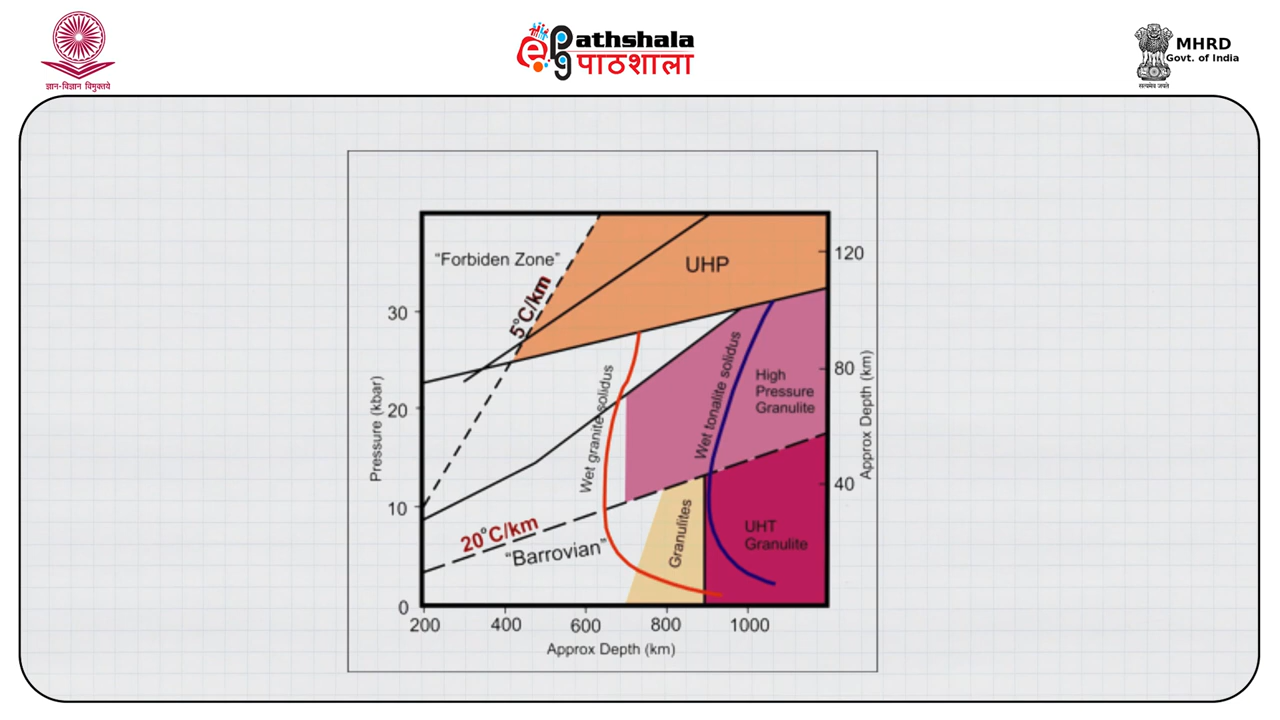 ज्ञान-विज्ञान विमुक्तये
epg Pathshala
पाठशाला
MHRD
Govt. of India
सत्यमेव जयते
"Forbiden Zone"
5°C/km
UHP
120
30
Wet granite solidus
Wet tonalite solidus
High
Pressure
Granulite
80
20
Pressure (kbar)
Approx Depth (km)
40
10
20°C/km
"Barrovian"
Granulites
UHT
Granulite
0
200 400 600 800 1000
Approx Depth (km)